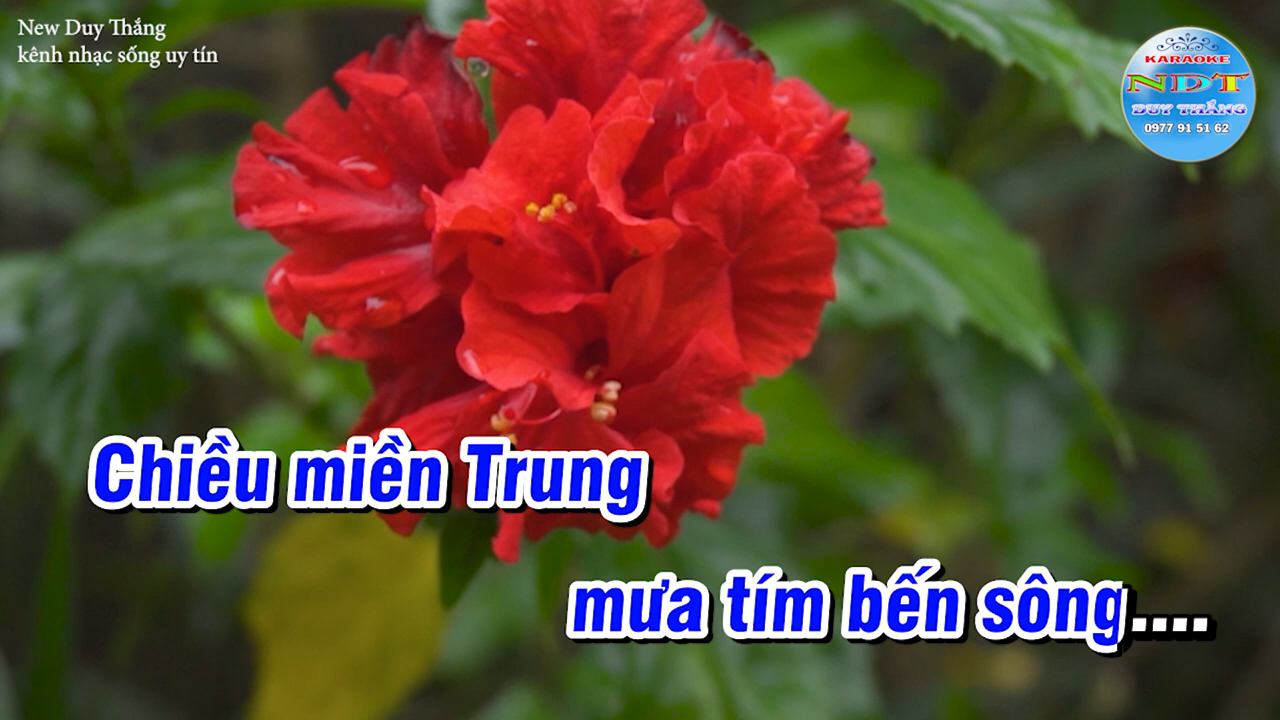 New Duy Thắng
kênh nhạc sống uy tín
KARAOKE
NDT
DUY THẮNG
0977 91 51 62
Chiều miền Trung
mưa tím bến sông....